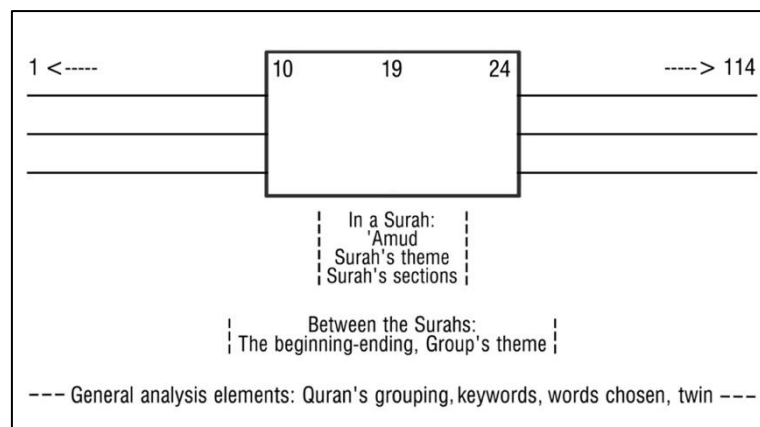 1 <----- 10 19 24 -----> 114
In a Surah:
'Amud
Surah's theme
Surah's sections
Between the Surahs:
The beginning-ending, Group's theme
--- General analysis elements: Quran's grouping, keywords, words chosen, twin ---